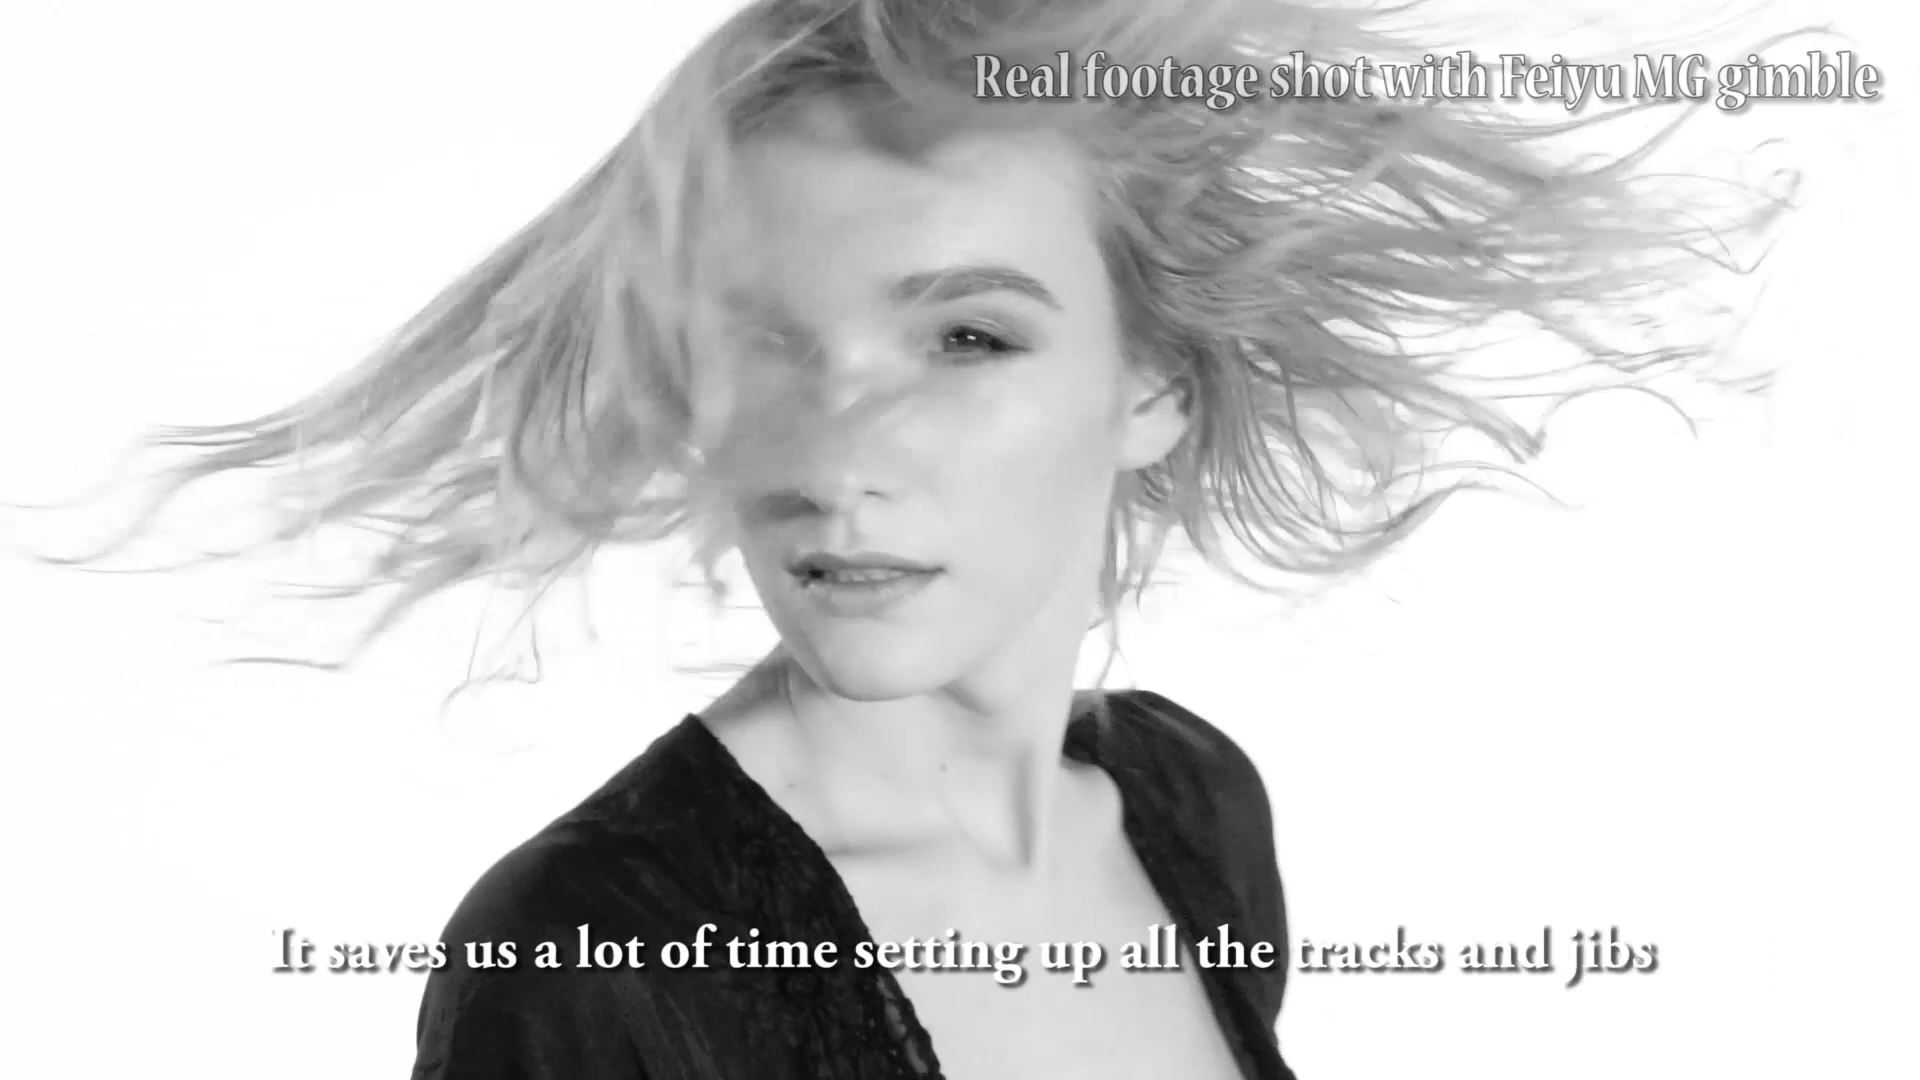 Real footage shot with Feiyu MG gimble
It saves us a lot of time setting up all the tracks and jibs